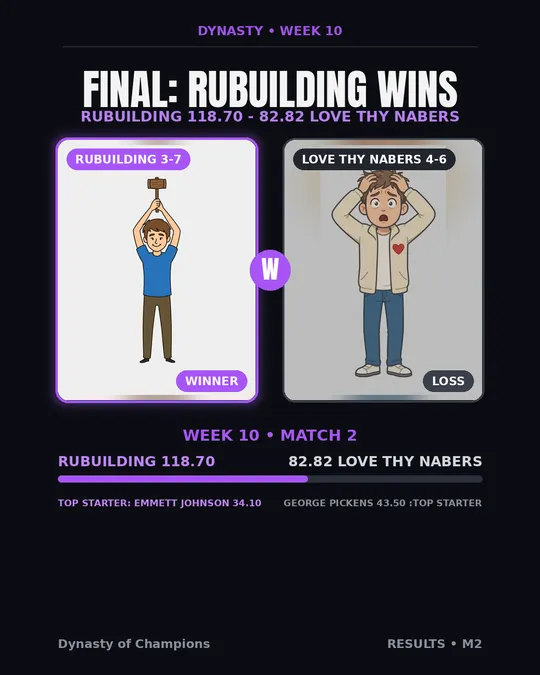 DYNASTY • WEEK 10
FINAL: RUBUILDING WINS
RUBUILDING 118.70 - 82.82 LOVE THY NABERS
RUBUILDING 3-7
LOVE THY NABERS 4-6
W
WINNER
LOSS
WEEK 10 • MATCH 2
RUBUILDING 118.70
82.82 LOVE THY NABERS
TOP STARTER: EMMETT JOHNSON 34.10
GEORGE PICKENS 43.50 :TOP STARTER
Dynasty of Champions
RESULTS • M2